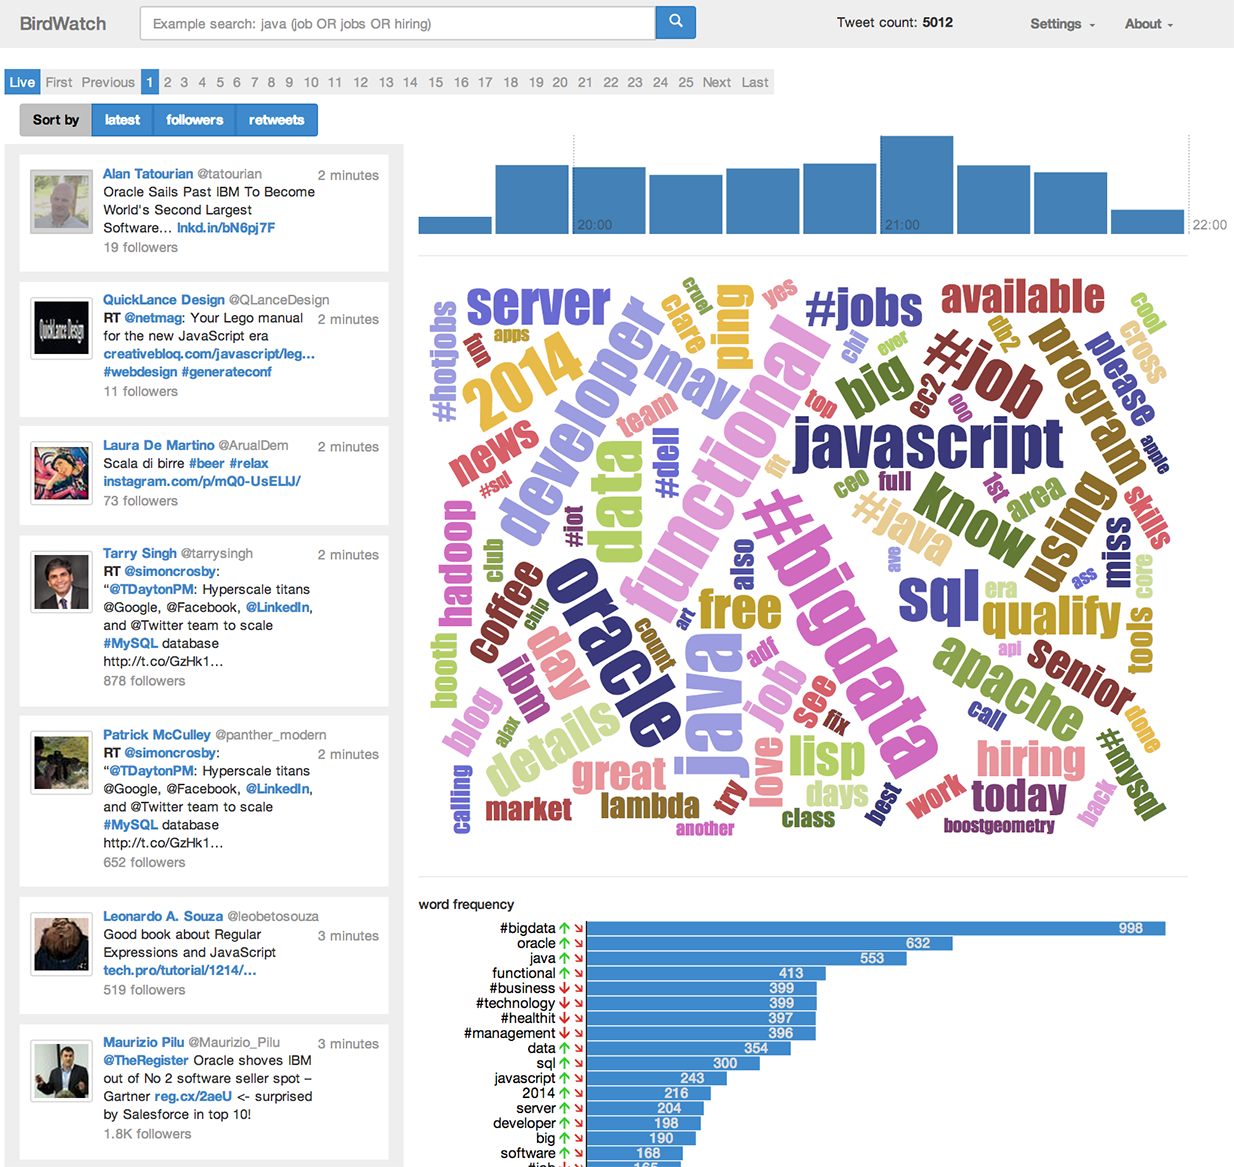 BirdWatch
Example search: java (job OR jobs OR hiring)
Tweet count: 5012
Settings
About
Live First Previous 1 2 3 4 5 6 7 8 9 10 11 12 13 14 15 16 17 18 19 20 21 22 23 24 25 Next Last
Sort by latest followers retweets
Alan Tatourian @tatourian 2 minutes
Oracle Sails Past IBM To Become
World's Second Largest
Software... lnkd.in/bN6pj7F
19 followers
QuickLance Design
QuickLance Design @QLanceDesign
RT @netmag: Your Lego manual 2 minutes
for the new JavaScript era
creativebloq.com/javascript/leg...
#webdesign #generateconf
11 followers
Laura De Martino @ArualDem 2 minutes
Scala di birre #beer #relax
instagram.com/p/mQ0-UsELIJ/
73 followers
Tarry Singh @tarrysingh 2 minutes
RT @simoncrosby:
“@TDaytonPM: Hyperscale titans
@Google, @Facebook, @LinkedIn,
and @Twitter team to scale
#MySQL database
http://t.co/GzHk1...
878 followers
Patrick McCulley @panther_modern
RT @simoncrosby: 2 minutes
“@TDaytonPM: Hyperscale titans
@Google, @Facebook, @LinkedIn,
and @Twitter team to scale
#MySQL database
http://t.co/GzHk1...
652 followers
Leonardo A. Souza @leobetosouza
Good book about Regular 3 minutes
Expressions and JavaScript
tech.pro/tutorial/1214/...
519 followers
Maurizio Pilu @Maurizio_Pilu 3 minutes
@TheRegister Oracle shoves IBM
out of No 2 software seller spot –
Gartner reg.cx/2aeU <- surprised
by Salesforce in top 10!
1.8K followers
20:00
21:00
22:00
#hotjobs
server
apps
fun
2014
developer
clare
cruel
ping
yes
#jobs
available
cool
cross
db2
program
please
apple
chi
ever
big
#job
ec2
ooo
top
may
team
functional
news
#sql
data
#dell
fit
javascript
ceo
full
1st
area
using
skills
miss
#java
know
hadoop
club
#iot
also
#bigdata
ave
ass
core
sql
era
qualify
tools
coffee
chip
oracle
count
art
free
booth
day
ibm
java
adf
job
see
fix
api
senior
apache
call
done
blog
ajax
details
great
love
lisp
hiring
#mysql
calling
market
lambda
try
days
class
best
work
today
back
another
boostgeometry
word frequency
#bigdata 998
oracle 632
java 553
functional 413
#business 399
#technology 399
#healthit 397
#management 396
data 354
sql 300
javascript 243
2014 216
server 204
developer 198
big 190
software 168
#job 165